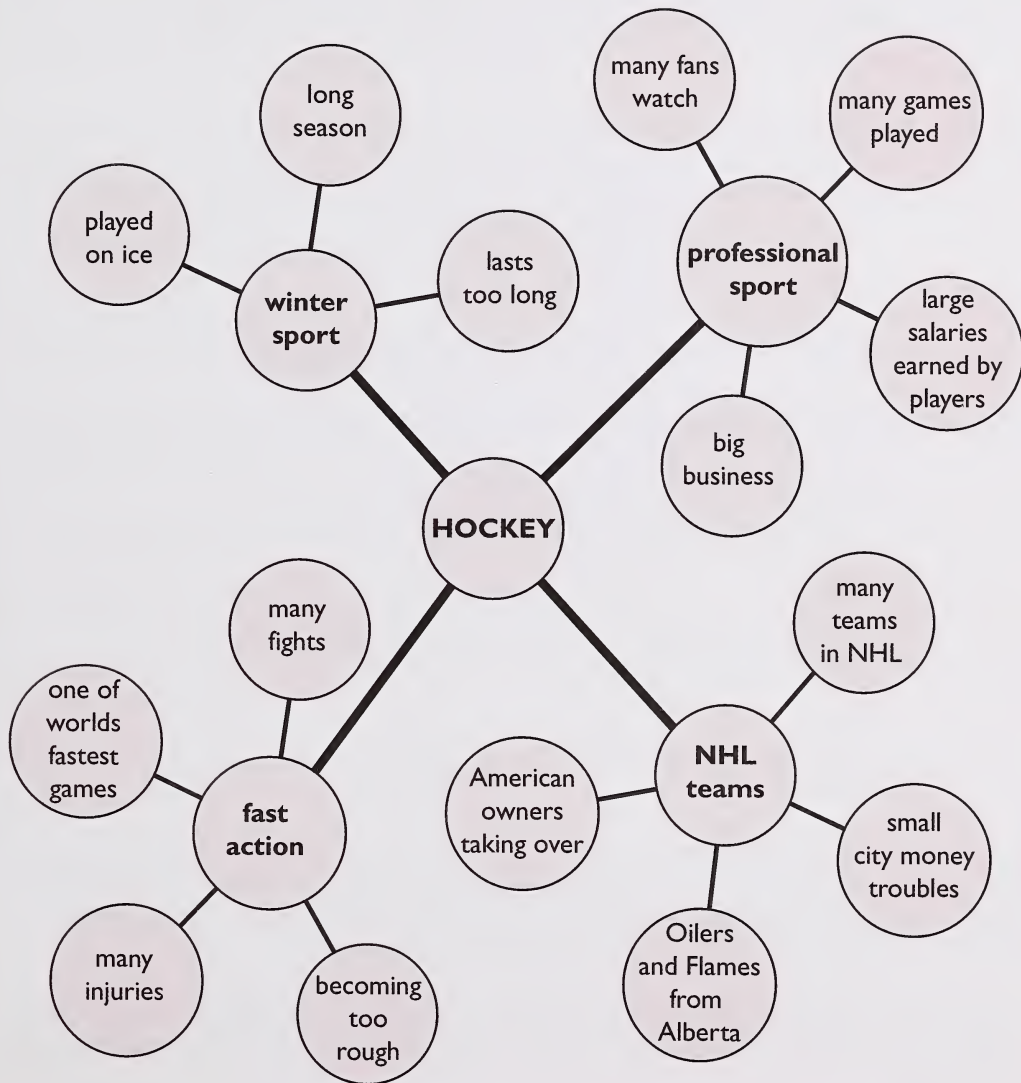 HOCKEY
winter
sport
played
on ice
long
season
lasts
too long
professional
sport
many fans
watch
many games
played
large
salaries
earned by
players
big
business
fast
action
many
fights
one of
worlds
fastest
games
many
injuries
becoming
too
rough
NHL
teams
many
teams
in NHL
American
owners
taking over
small
city money
troubles
Oilers
and Flames
from
Alberta